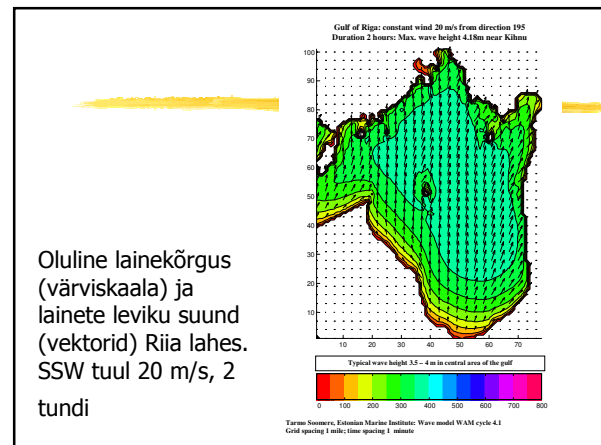 Gulf of Riga: constant wind 20 m/s from direction 195
Duration 2 hours: Max. wave height 4.18m near Kihnu
100
90
80
70
60
50
40
30
20
10
10 20 30 40 50 60 70
Oluline lainekõrgus
(värviskaala) ja
lainete leviku suund
(vektorid) Riia lahes.
SSW tuul 20 m/s, 2
tundi
Typical wave height 3.5 – 4 m in central area of the gulf
0 100 200 300 400 500 600 700 800
Tarmo Soomere, Estonian Marine Institute: Wave model WAM cycle 4.1
Grid spacing 1 mile; time spacing 1 minute